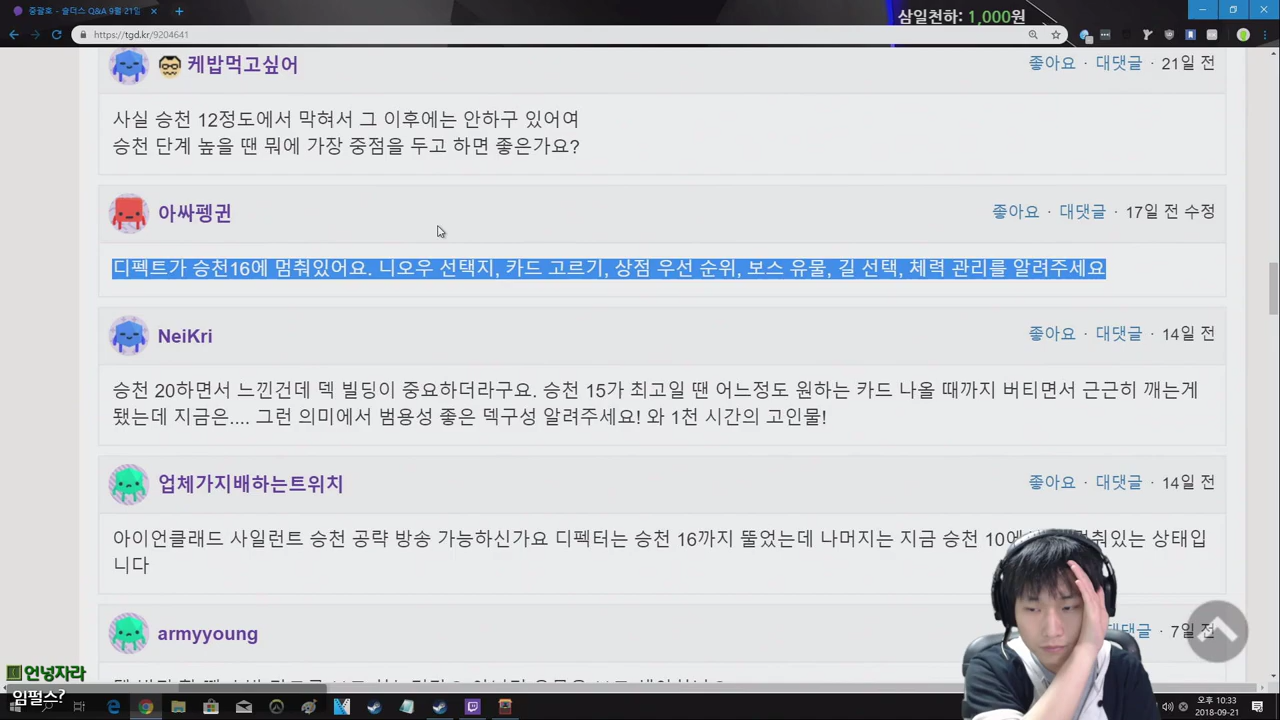 중괄호 - 슬더스 Q&A 9월 21일
삼일천하: 1,000원
https://tgd.kr/9204641
케밥먹고싶어
좋아요 · 대댓글 · 21일 전
사실 승천 12정도에서 막혀서 그 이후에는 안하구 있어여
승천 단계 높을 땐 뭐에 가장 중점을 두고 하면 좋은가요?
아싸펭귄
좋아요 · 대댓글 · 17일 전 수정
디펙트가 승천16에 멈춰있어요. 니오우 선택지, 카드 고르기, 상점 우선 순위, 보스 유물, 길 선택, 체력 관리를 알려주세요
NeiKri
좋아요 · 대댓글 · 14일 전
승천 20하면서 느낀건데 덱 빌딩이 중요하더라구요. 승천 15가 최고일 땐 어느정도 원하는 카드 나올 때까지 버티면서 근근히 깨는게
됐는데 지금은.... 그런 의미에서 범용성 좋은 덱구성 알려주세요! 와 1천 시간의 고인물!
업체가지배하는트위치
좋아요 · 대댓글 · 14일 전
아이언클래드 사일런트 승천 공략 방송 가능하신가요 디펙터는 승천 16까지 뚫었는데 나머지는 지금 승천 10에 춰있는 상태입
니다
armyyoung
대댓글 · 7일 전
언넝자라
임펄스?
오후 10:33
2018-09-21